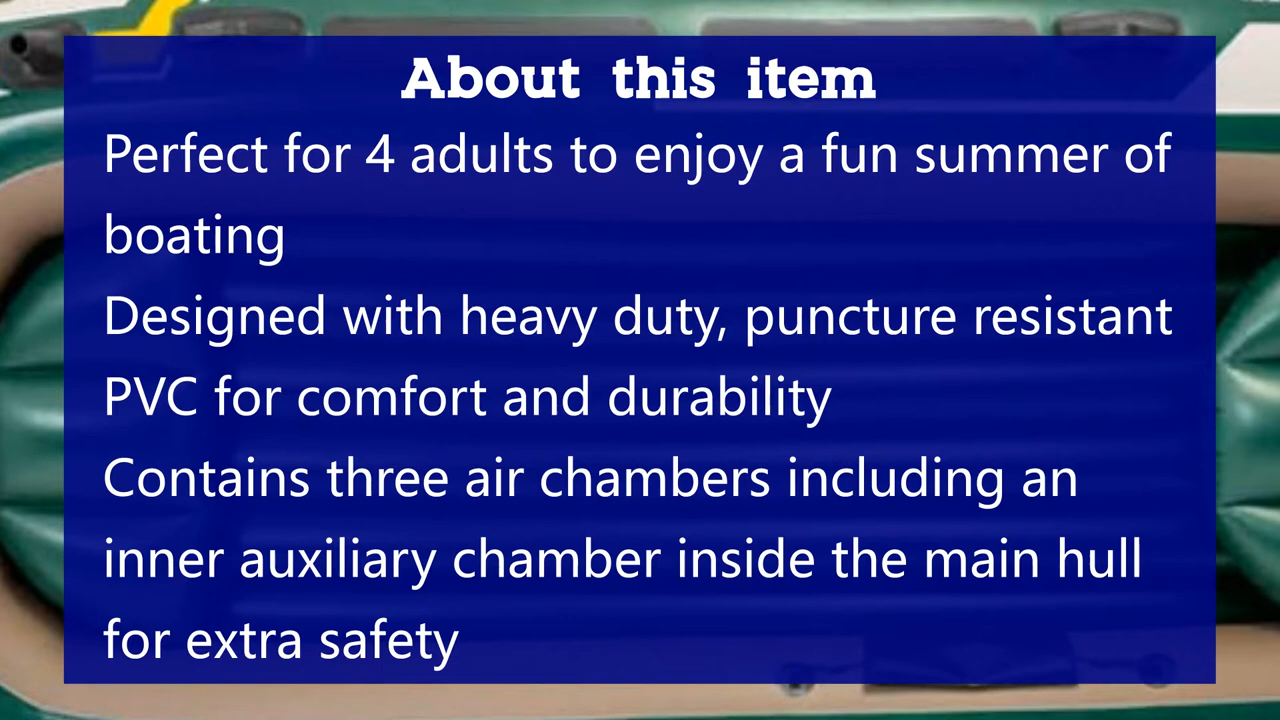 About this item
Perfect for 4 adults to enjoy a fun summer of
boating
Designed with heavy duty, puncture resistant
PVC for comfort and durability
Contains three air chambers including an
inner auxiliary chamber inside the main hull
for extra safety